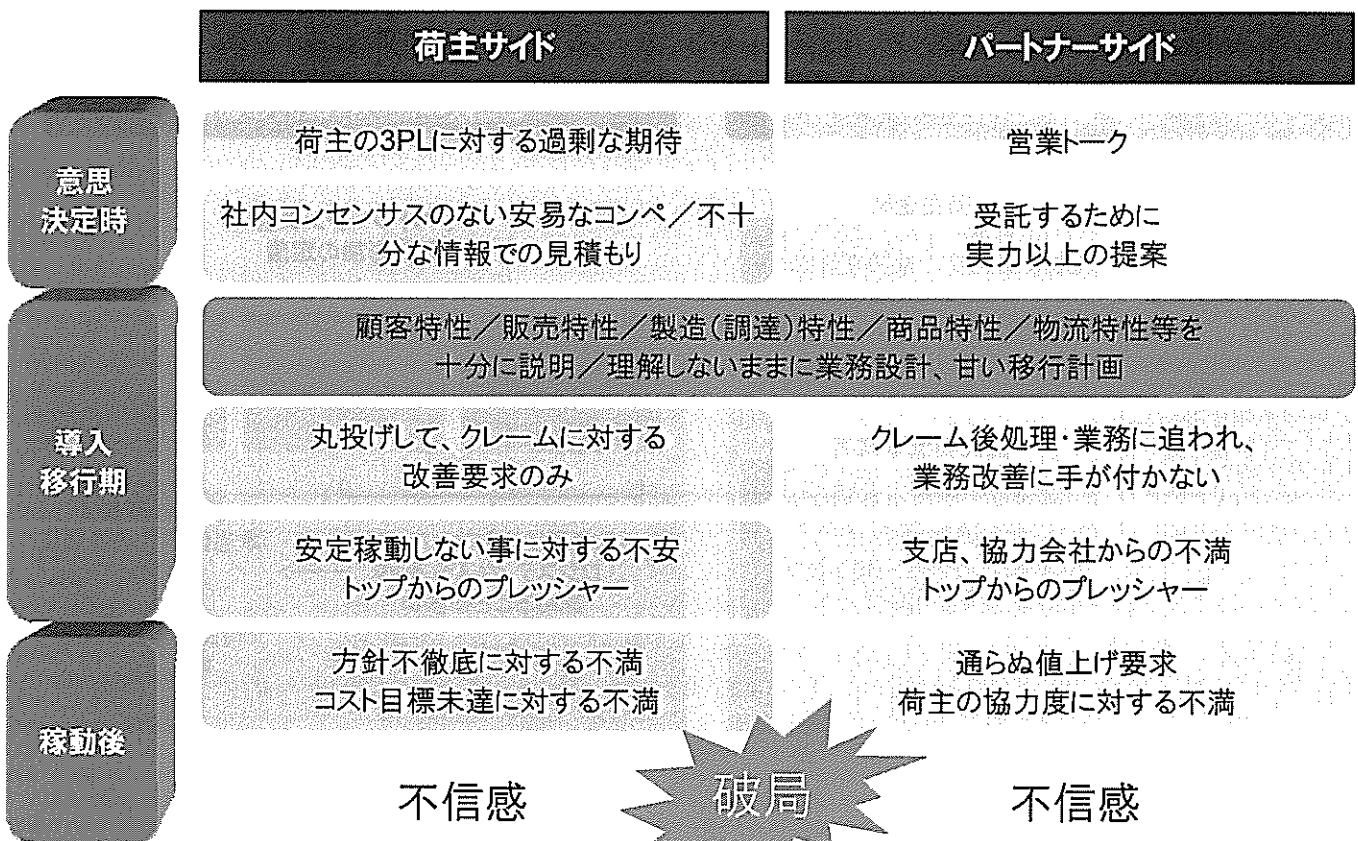 荷主サイド
パートナーサイド
意思
決定時
荷主の3PLに対する過剰な期待
営業トーク
社内コンセンサスのない安易なコンペ／不十
分な情報での見積もり
受託するために
実力以上の提案
導入
移行期
顧客特性／販売特性／製造(調達)特性／商品特性／物流特性等を
十分に説明／理解しないままに業務設計、甘い移行計画
丸投げして、クレームに対する
改善要求のみ
クレーム後処理・業務に追われ、
業務改善に手が付かない
安定稼動しない事に対する不安
トップからのプレッシャー
支店、協力会社からの不満
トップからのプレッシャー
稼動後
方針不徹底に対する不満
コスト目標未達に対する不満
通らぬ値上げ要求
荷主の協力度に対する不満
不信感
破局
不信感